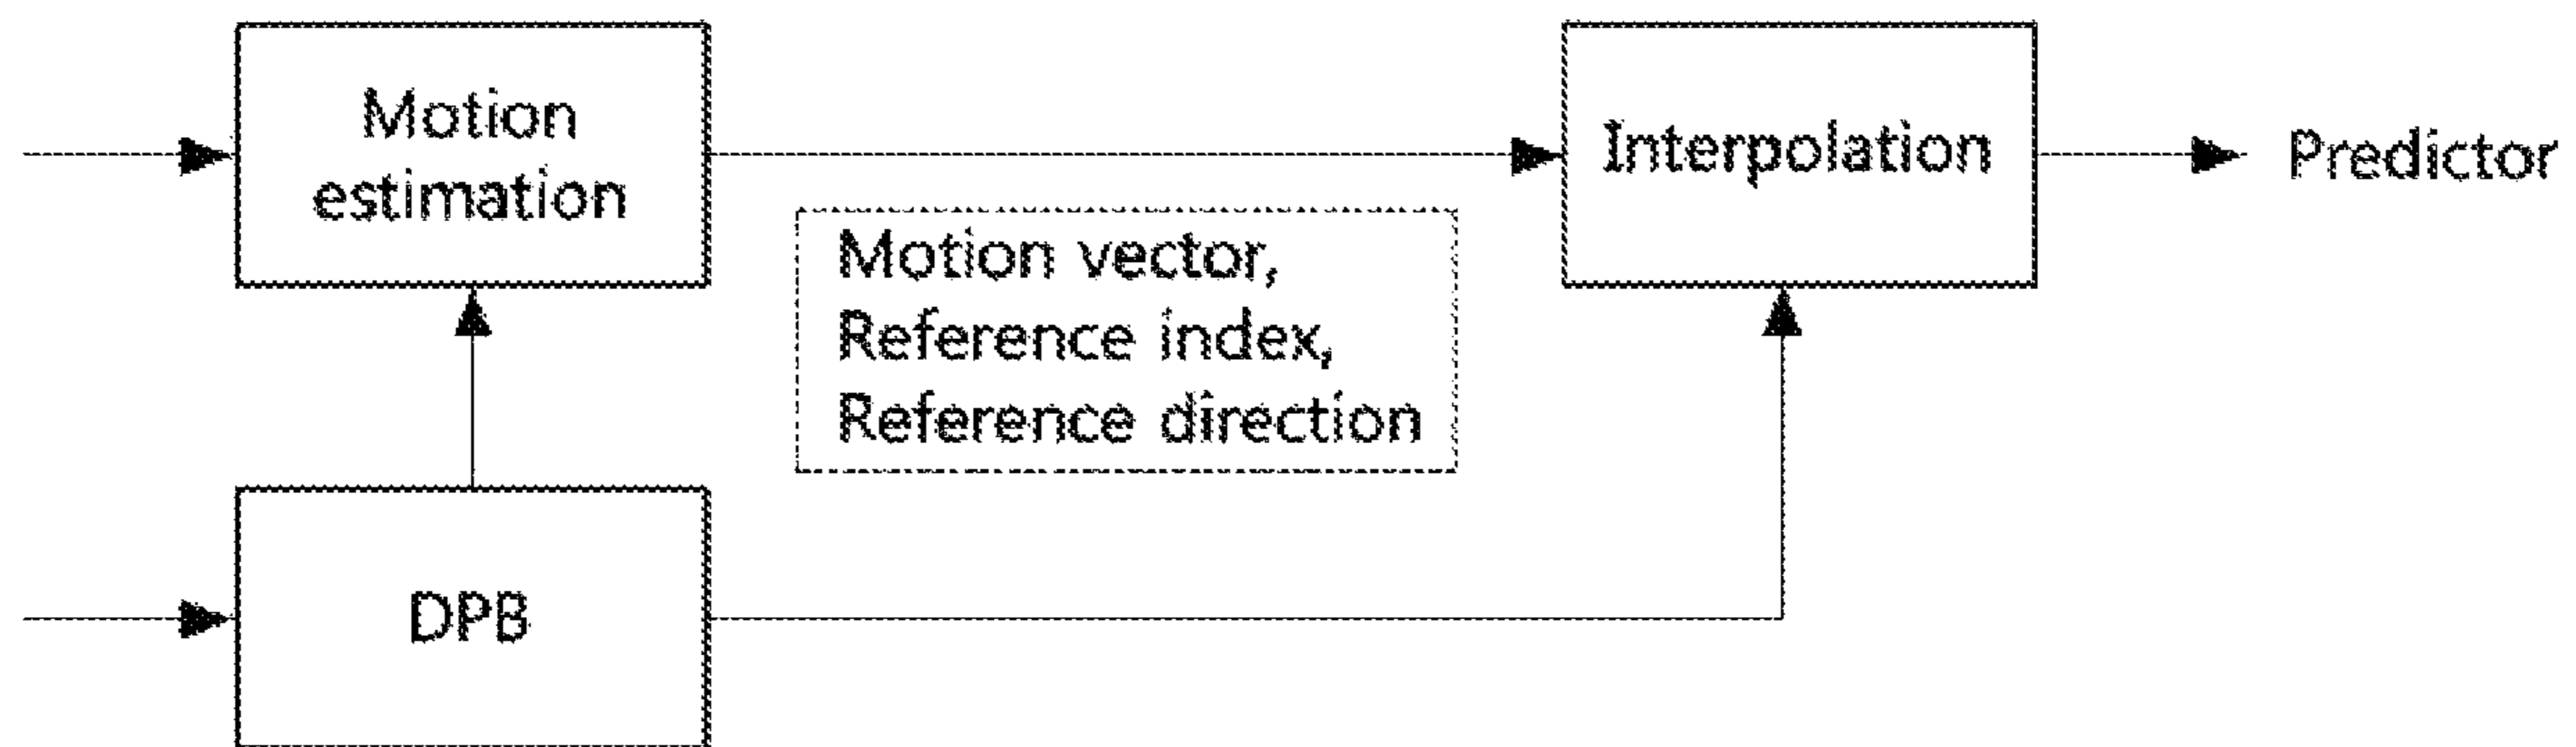 Motion
estimation
Interpolation
Predictor
Motion vector,
Reference index,
Reference direction
DPB